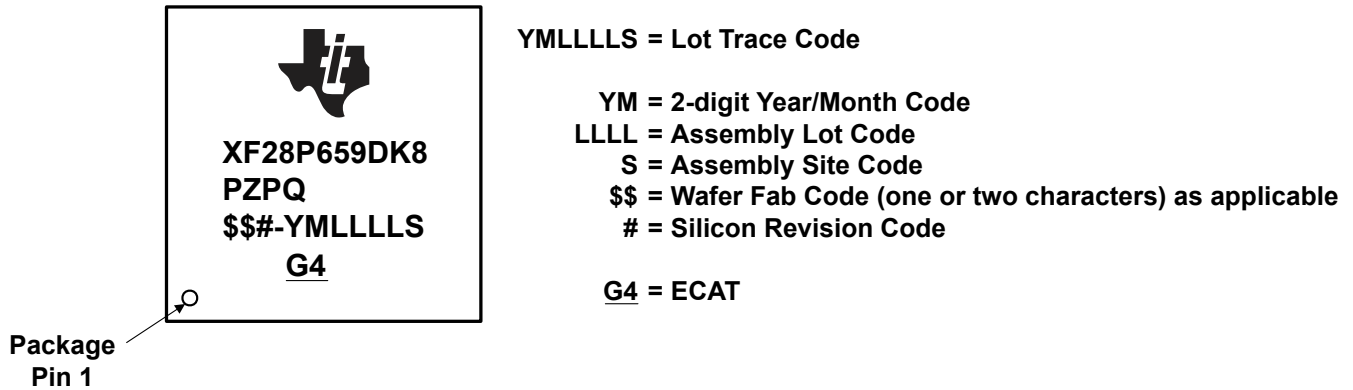 XF28P659DK8
PZPQ
$$#-YMLLLLS
G4
Package
Pin 1
YMLLLLS = Lot Trace Code
YM = 2-digit Year/Month Code
LLLL = Assembly Lot Code
S = Assembly Site Code
$$ = Wafer Fab Code (one or two characters) as applicable
# = Silicon Revision Code
G4 = ECAT